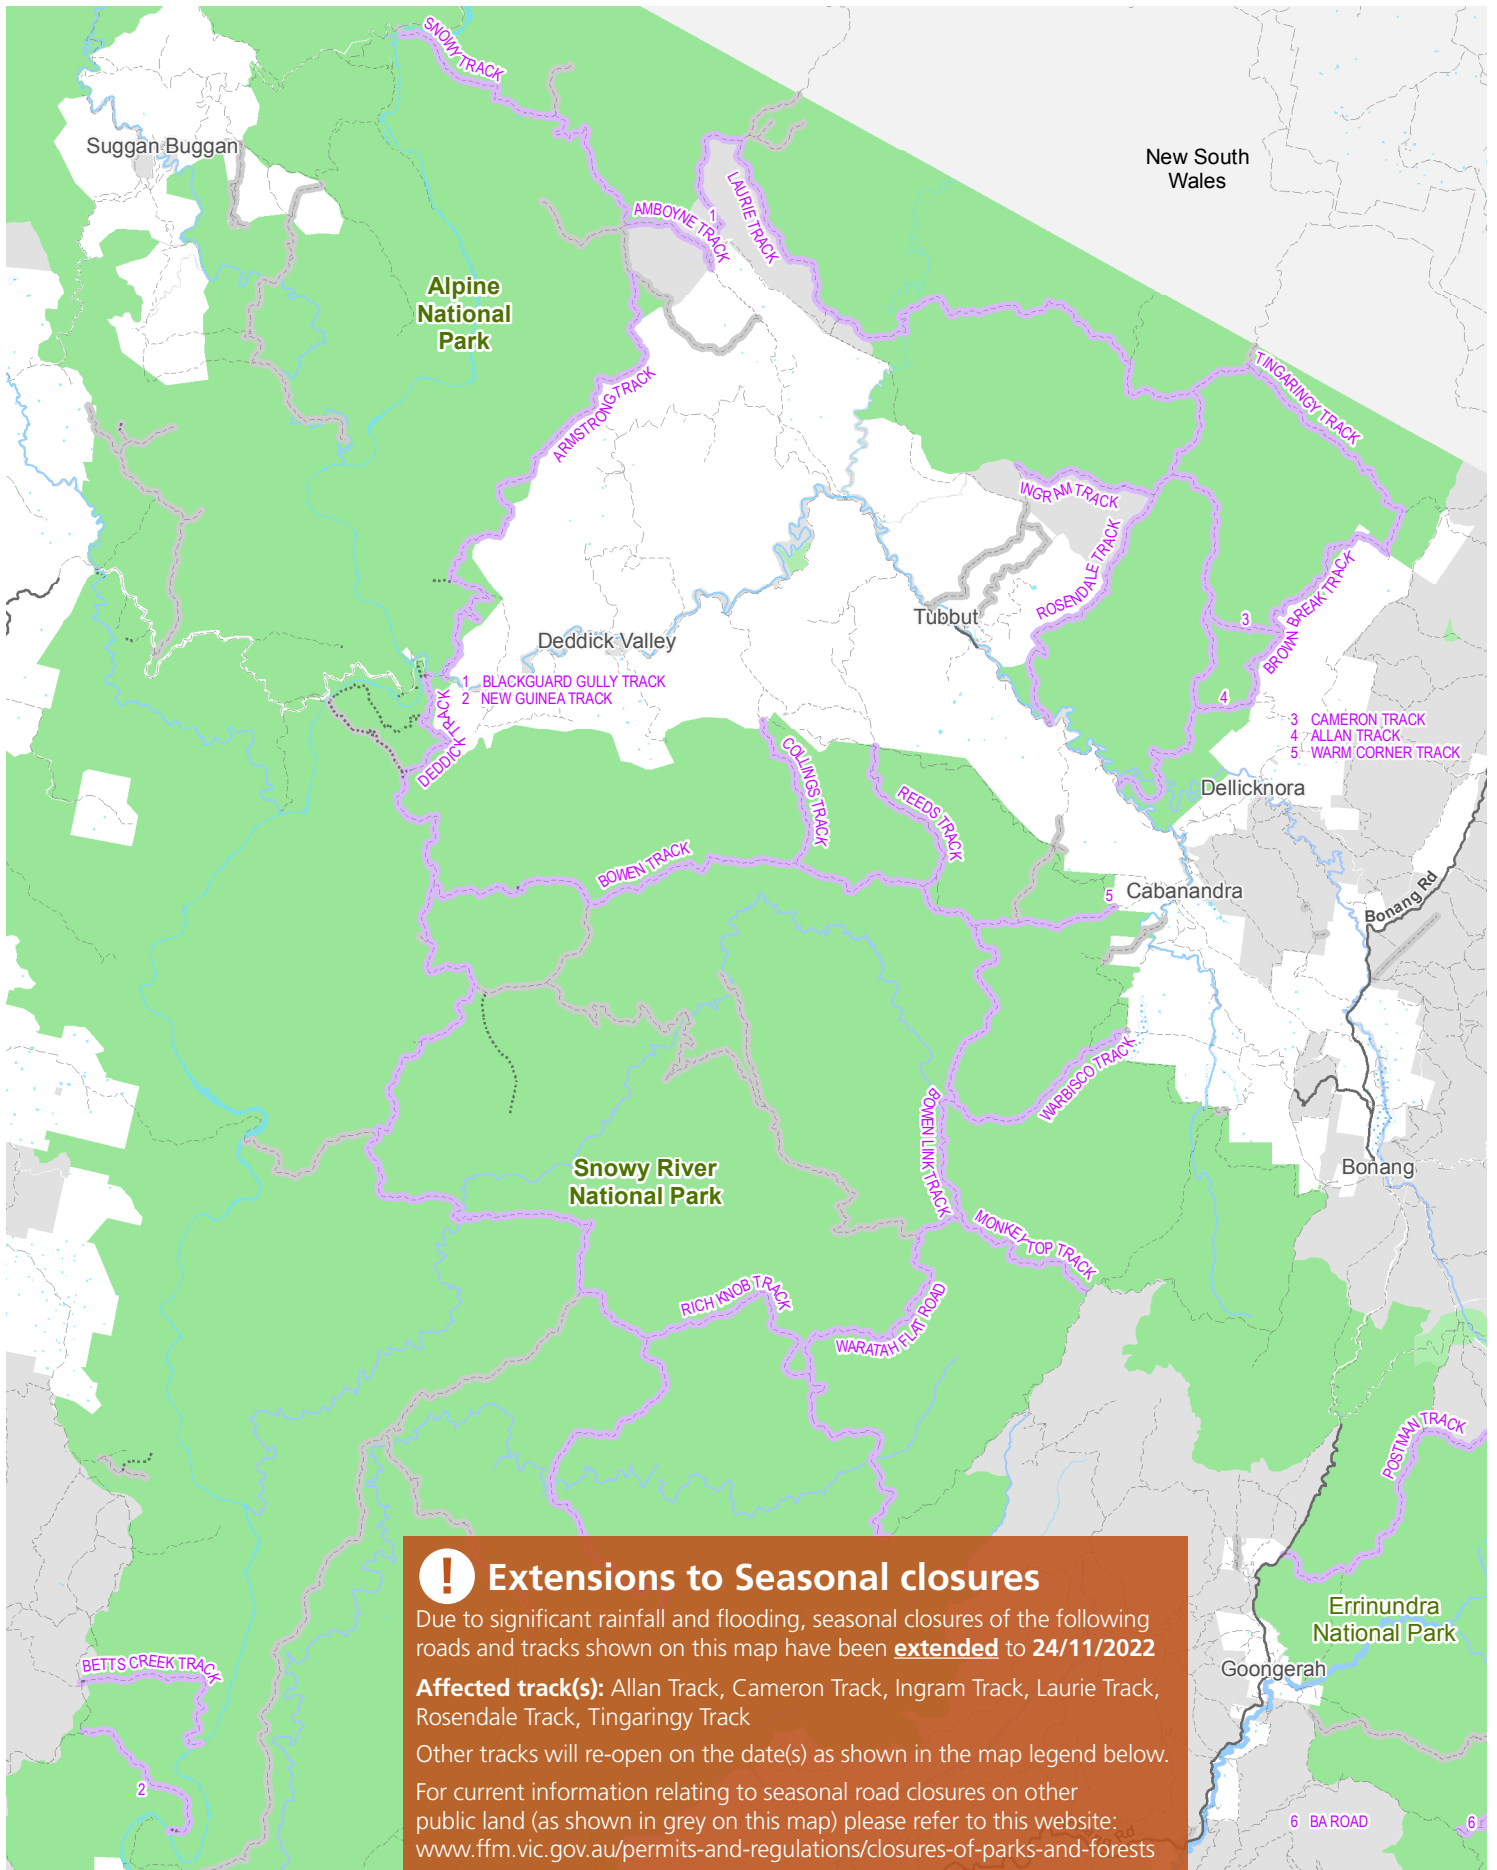 SNOWY TRACK
Suggan Buggan
New South
Wales
LAURIE TRACK
1
AMBOYNE TRACK
Alpine
National
Park
TINGARINGY TRACK
ARMSTRONG TRACK
INGRAM TRACK
ROSENDALE TRACK
Tubbut
3
BROWN BREAK TRACK
Deddick Valley
1 BLACKGUARD GULLY TRACK
2 NEW GUINEA TRACK
4
DEDDICK TRACK
3 CAMERON TRACK
4 ALLAN TRACK
5 WARM CORNER TRACK
COLLINGS TRACK
Dellicknora
REEDS TRACK
BOWEN TRACK
5
Cabanandra
Bonang Rd
WARBISCO TRACK
BOWEN LINK TRACK
Snowy River
National Park
Bonang
MONKEY TOP TRACK
RICH KNOB TRACK
WARATAH FLAT ROAD
POSTMAN TRACK
! Extensions to Seasonal closures
Due to significant rainfall and flooding, seasonal closures of the following
roads and tracks shown on this map have been extended to 24/11/2022
Affected track(s): Allan Track, Cameron Track, Ingram Track, Laurie Track,
Rosendale Track, Tingaringy Track
Other tracks will re-open on the date(s) as shown in the map legend below.
For current information relating to seasonal road closures on other
public land (as shown in grey on this map) please refer to this website:
www.ffm.vic.gov.au/permits-and-regulations/closures-of-parks-and-forests
Errinundra
National Park
Goongerah
BETTS CREEK TRACK
2
6 BA ROAD
6
Rd